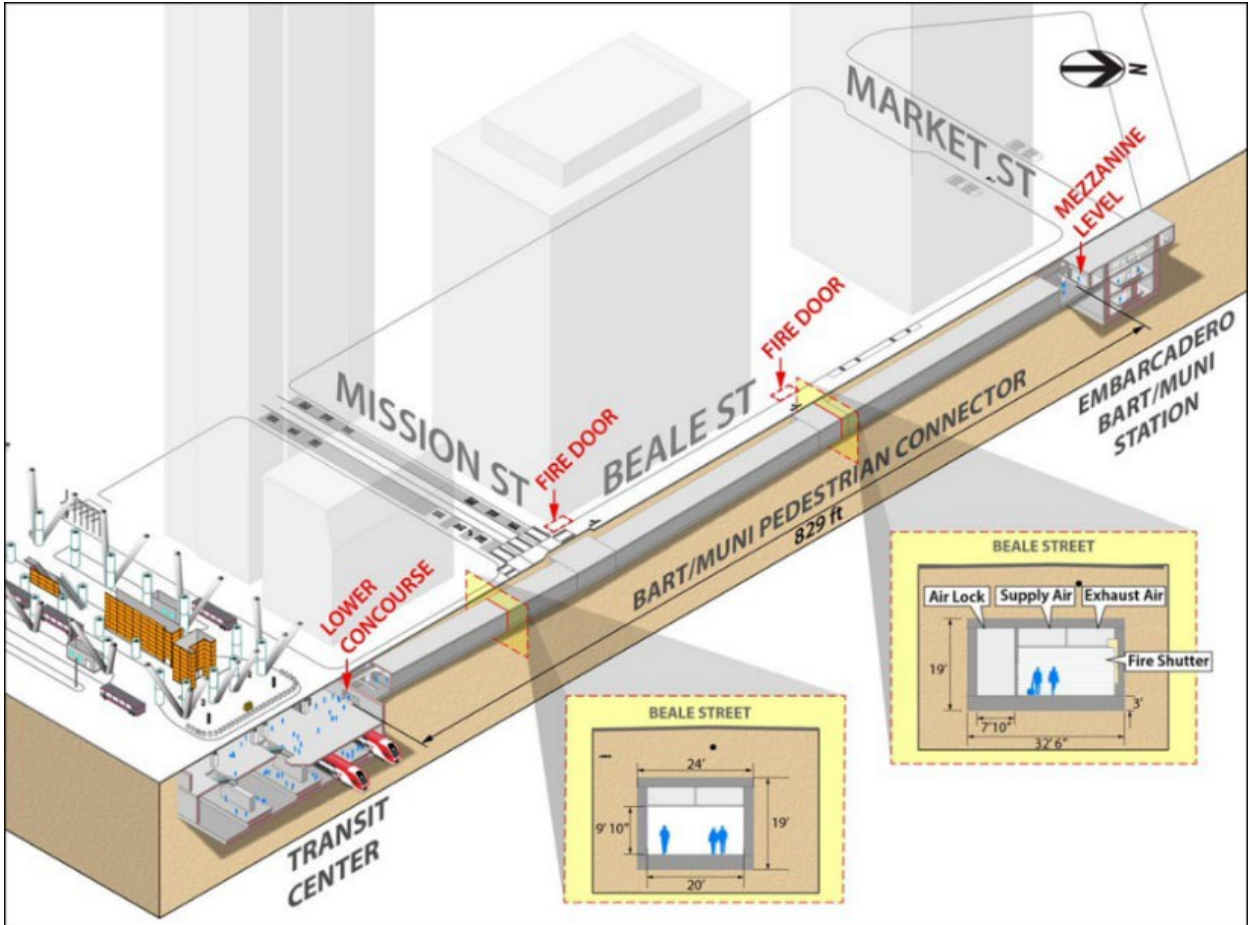 N
MARKET ST
MEZZANINE
LEVEL
FIRE DOOR
MISSION ST
FIRE DOOR
BEALE ST
EMBARCADERO
BART/MUNI
STATION
BART/MUNI PEDESTRIAN CONNECTOR
829 ft
LOWER
CONCOURSE
TRANSIT
CENTER
BEALE STREET
Air Lock
Supply Air
Exhaust Air
Fire Shutter
19'
3'
7'10"
32'6"
BEALE STREET
24'
9' 10"
19'
20'